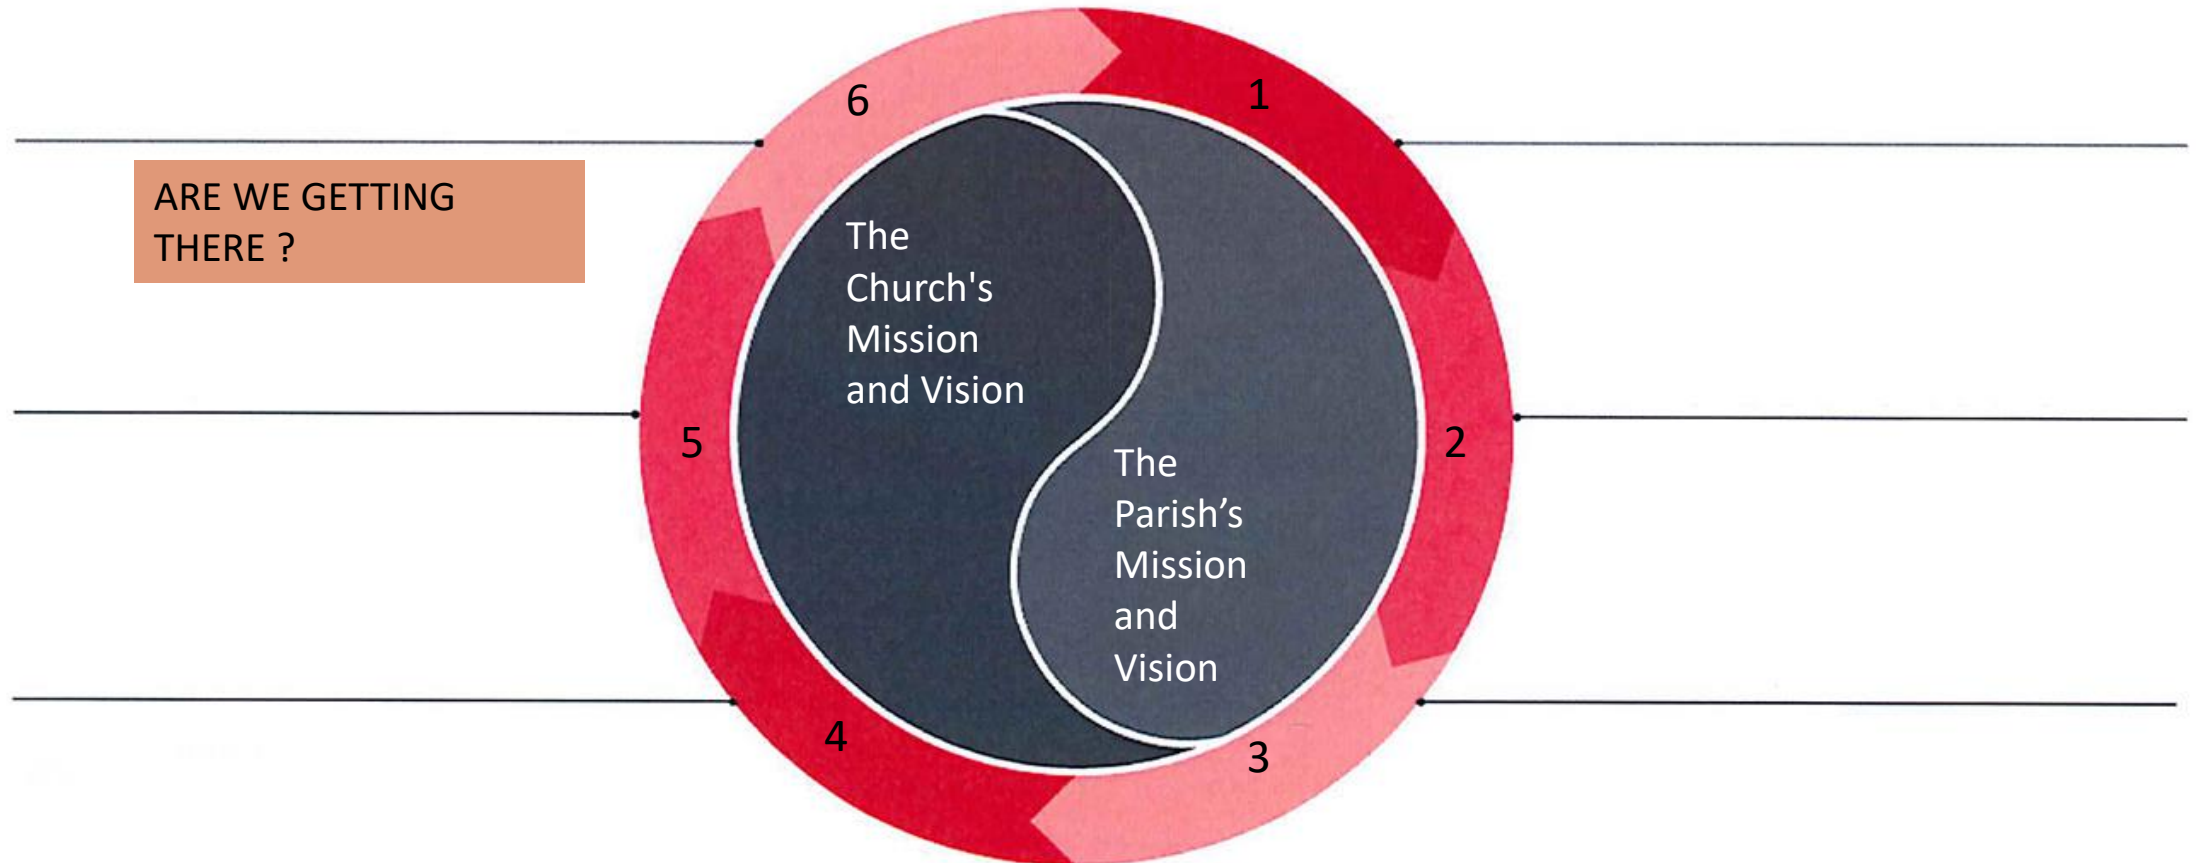 6
1
ARE WE GETTING
THERE ?
The
Church's
Mission
and Vision
5
2
The
Parish’s
Mission
and
Vision
4
3